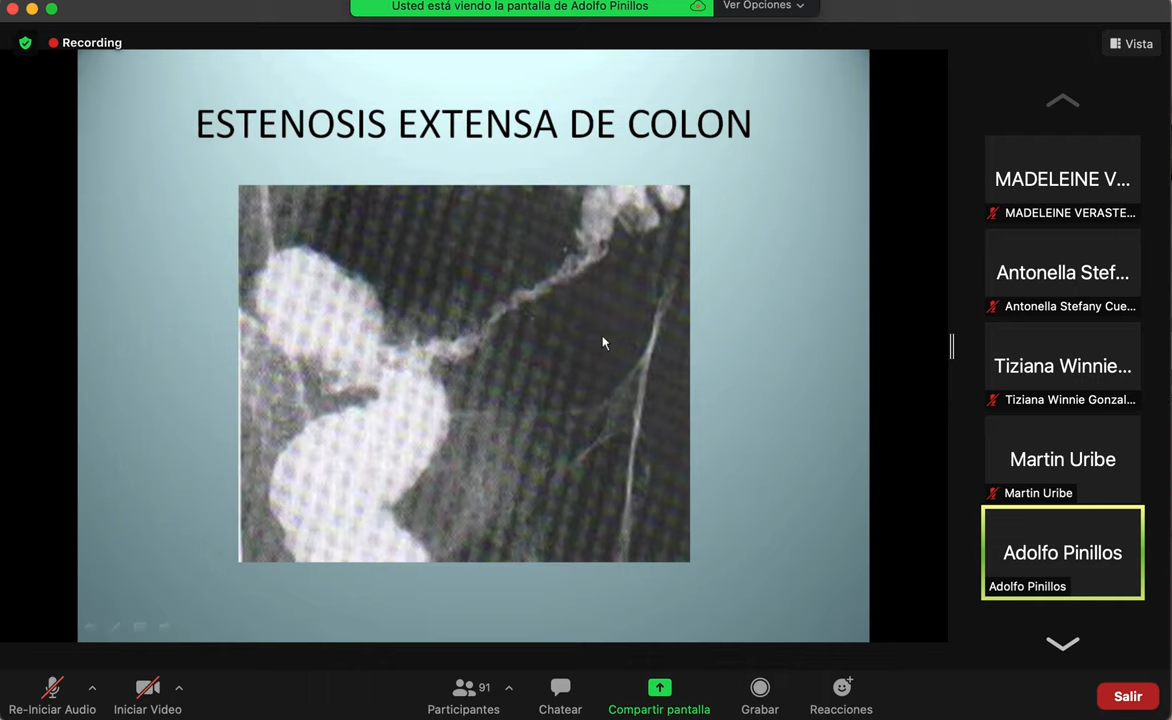 Usted está viendo la pantalla de Adolfo Pinillos
Ver Opciones
Recording
Vista
ESTENOSIS EXTENSA DE COLON
MADELEINE V...
MADELEINE VERASTE...
Antonella Stef...
Antonella Stefany Cue...
Tiziana Winnie...
Tiziana Winnie Gonzal...
Martin Uribe
Martin Uribe
Adolfo Pinillos
Adolfo Pinillos
Re-Iniciar Audio
Iniciar Video
91
Participantes
Chatear
Compartir pantalla
Grabar
Reacciones
Salir